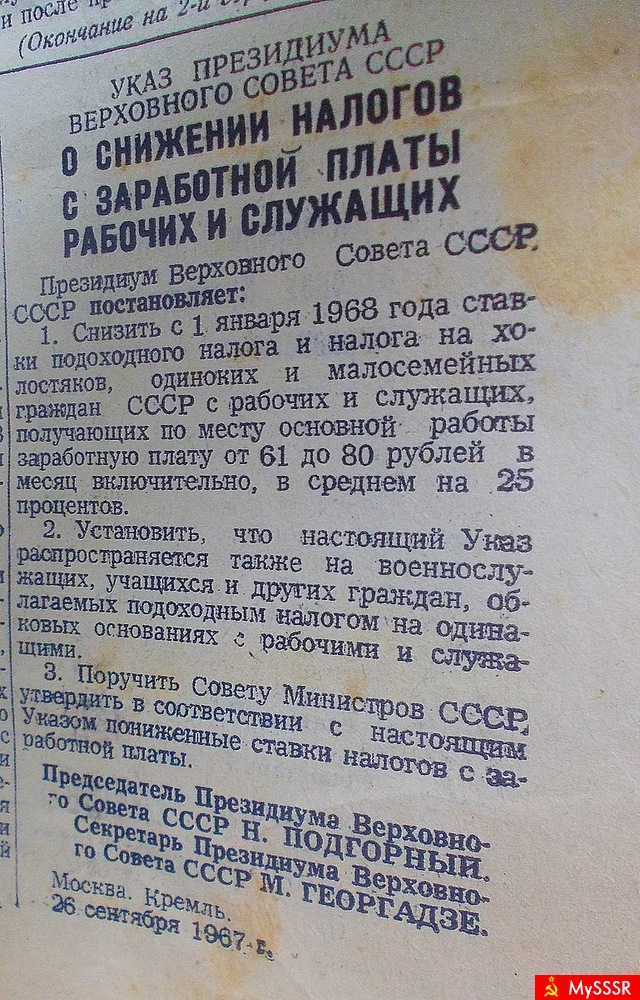 и после
(Окончание на 2-й
УКАЗ ПРЕЗИДИУМА
ВЕРХОВНОГО СОВЕТА СССР
О СНИЖЕНИИ НАЛОГОВ
С ЗАРАБОТНОЙ ПЛАТЫ
РАБОЧИХ И СЛУЖАЩИХ
Президиум Верховного Совета СССР.
СССР постановляет:
1. Снизить с 1 января 1968 года став-
ки подоходного налога и налога на хо-
лостяков, одиноких и малосемейных
граждан СССР с рабочих и служащих,
получающих по месту основной работы
заработную плату от 61 до 80 рублей в
месяц включительно, в среднем на 25
процентов.
2. Установить, что настоящий Указ
распространяется также на военнослу-
жащих, учащихся и других граждан, об-
лагаемых подоходным налогом на одина-
ковых основаниях с рабочими и служа-
щими.
3. Поручить Совету Министров СССР,
утвердить в соответствии с настоящим
Указом пониженные ставки налогов с за-
работной платы.
Председатель Президиума Верховно-
го Совета СССР Н. ПОДГОРНЫЙ.
Секретарь Президиума Верховно-
го Совета СССР М. ГЕОРГАДЗЕ.
Москва. Кремль.
26 сентября 1967 г.
MySSSR